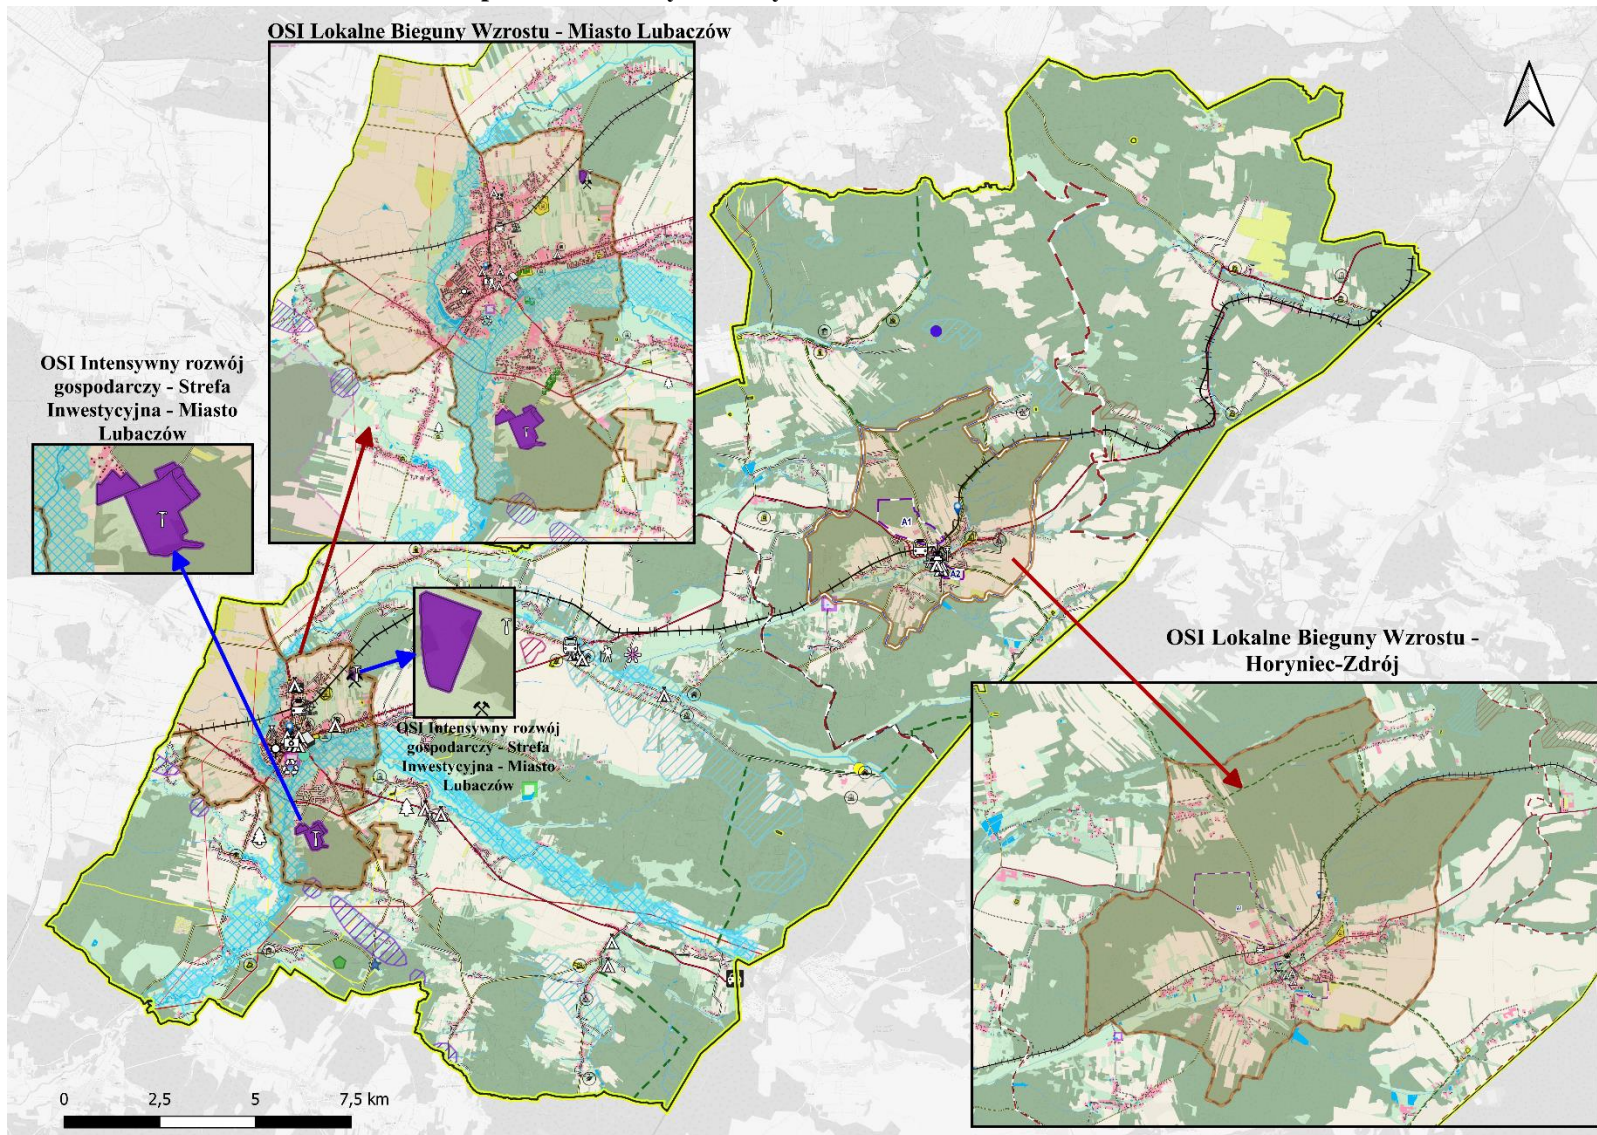 OSI Lokalne Bieguny Wzrostu - Miasto Lubaczów
OSI Intensywny rozwój
gospodarczy - Strefa
Inwestycyjna - Miasto
Lubaczów
A1
A2
OSI Intensywny rozwój
gospodarczy - Strefa
Inwestycyjna - Miasto
Lubaczów
OSI Lokalne Bieguny Wzrostu -
Horyniec-Zdrój
0 2,5 5 7,5 km